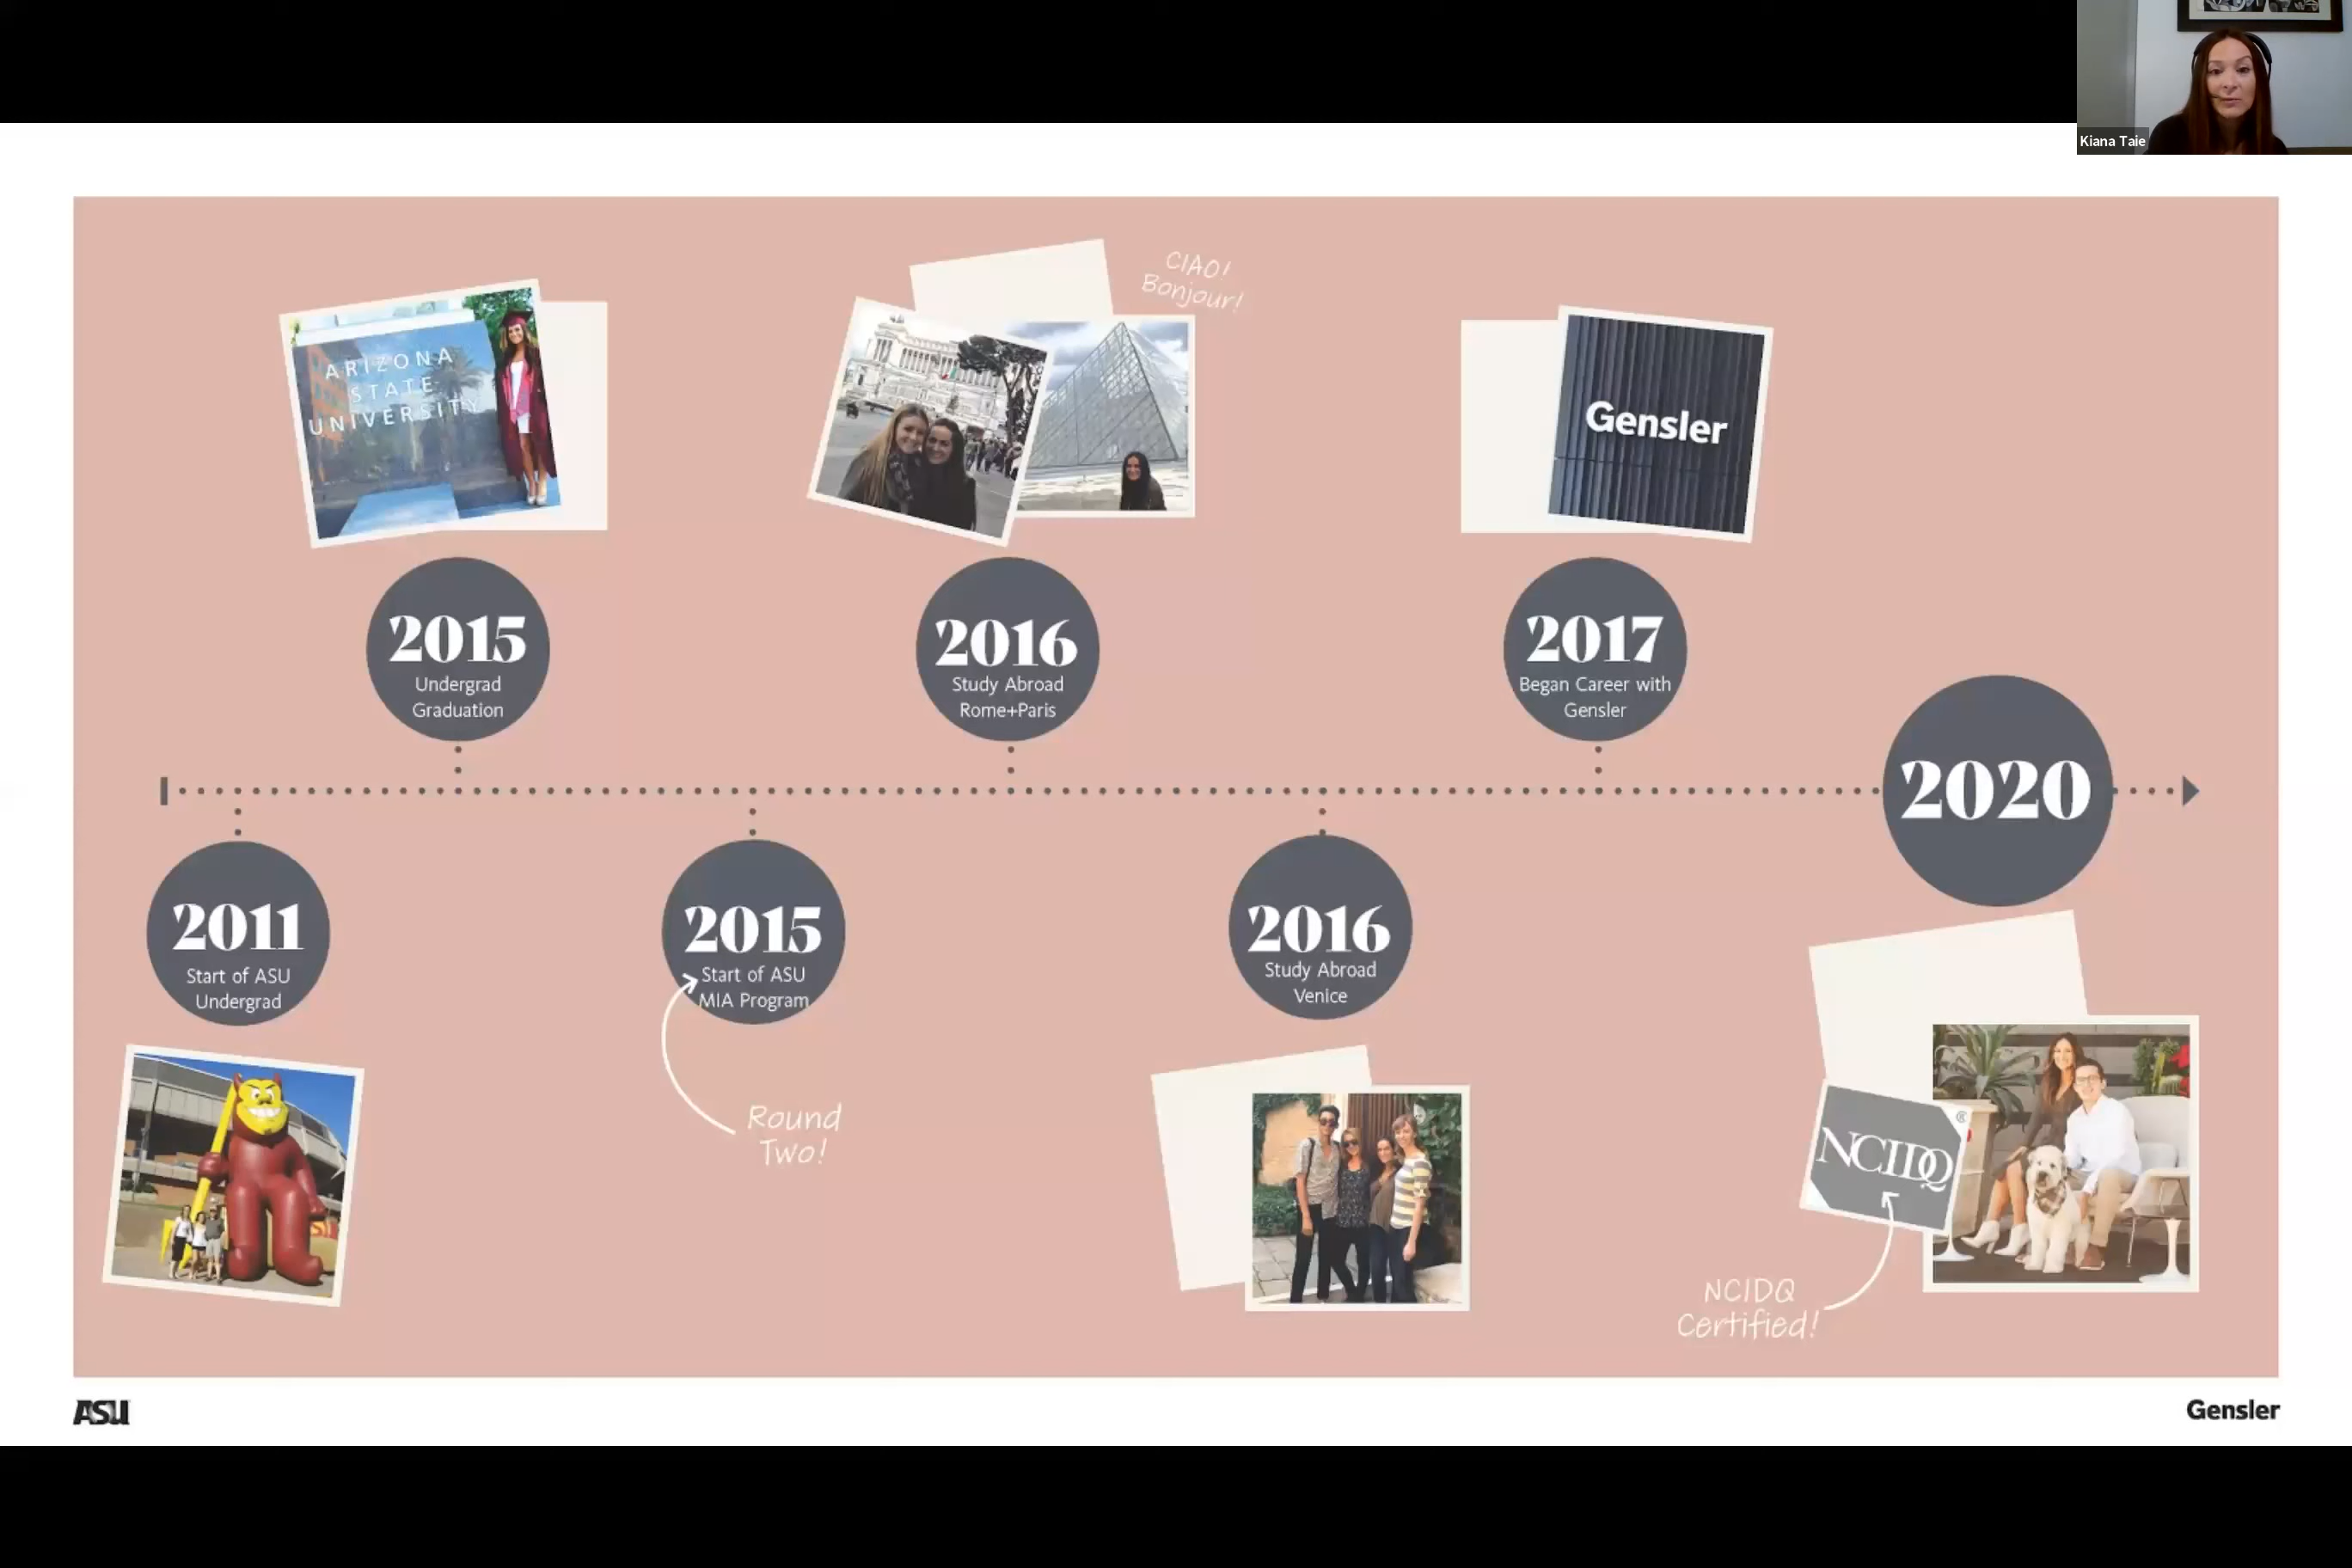 Kiana Taie
CIAO!
Bonjour!
ARIZONA
STATE
UNIVERSITY
Gensler
2015
Undergrad
Graduation
2016
Study Abroad
Rome+Paris
2017
Began Career with
Gensler
2020
2011
Start of ASU
Undergrad
2015
Start of ASU
MIA Program
2016
Study Abroad
Venice
Round
Two!
NCIDQ
NCIDQ
Certified!
ASU
Gensler